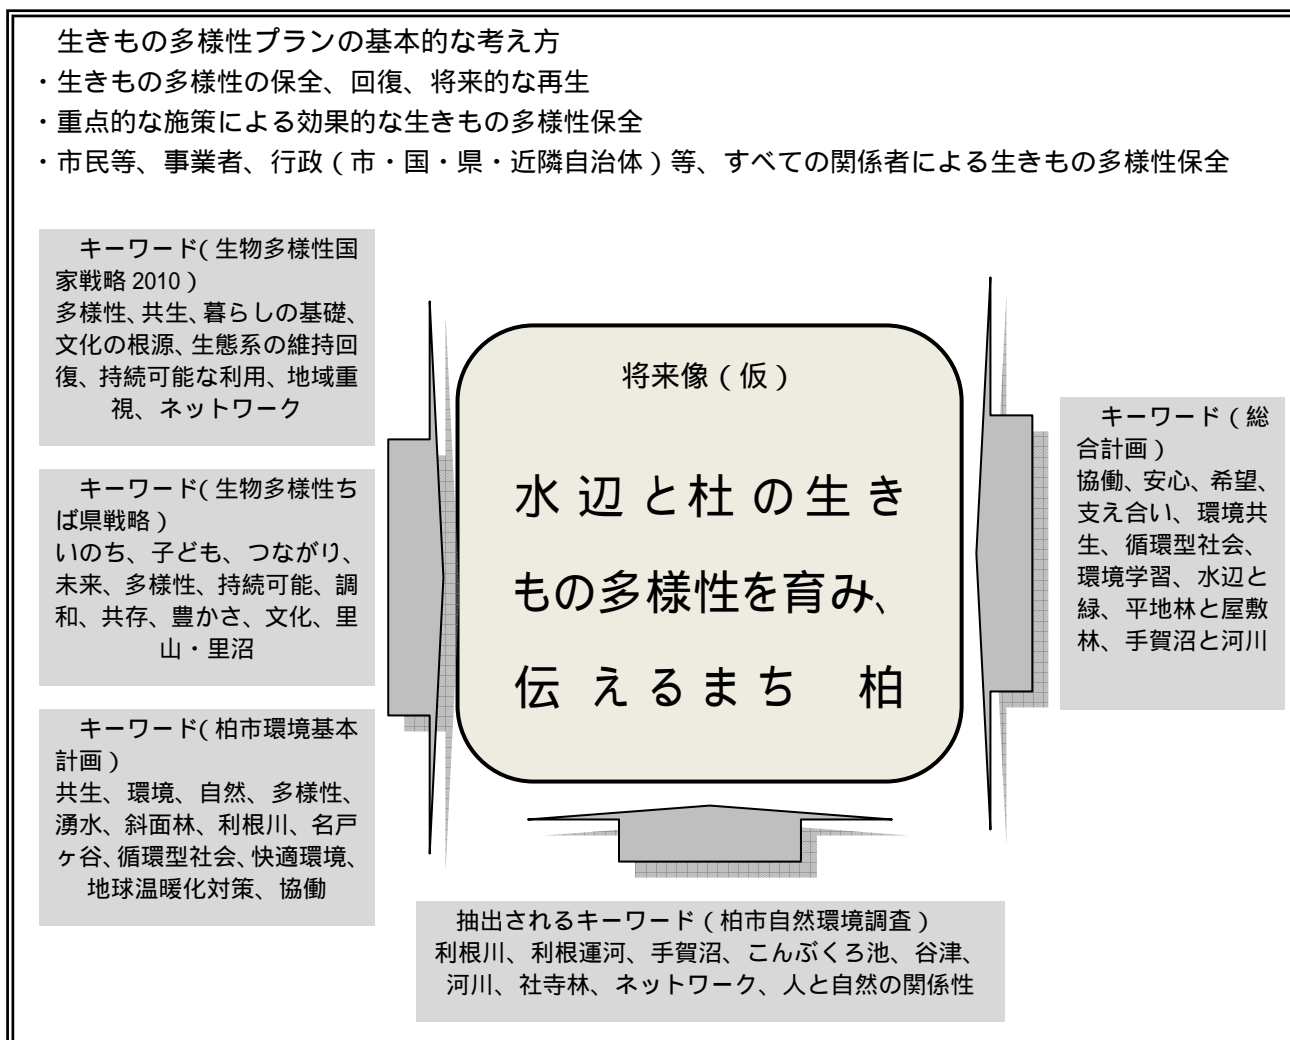 生きもの多様性プランの基本的な考え方
・生きもの多様性の保全、回復、将来的な再生
・重点的な施策による効果的な生きもの多様性保全
・市民等、事業者、行政（市・国・県・近隣自治体）等、すべての関係者による生きもの多様性保全
キーワード（生物多様性国
家戦略 2010）
多様性、共生、暮らしの基礎、
文化の根源、生態系の維持回
復、持続可能な利用、地域重
視、ネットワーク
キーワード（生物多様性ち
ば県戦略）
いのち、子ども、つながり、
未来、多様性、持続可能、調
和、共存、豊かさ、文化、里
山・里沼
キーワード（柏市環境基本
計画）
共生、環境、自然、多様性、
湧水、斜面林、利根川、名戸
ヶ谷、循環型社会、快適環境、
地球温暖化対策、協働
将来像（仮）
水辺と杜の生き
もの多様性を育み、
伝えるまち　柏
キーワード（総
合計画）
協働、安心、希望、
支え合い、環境共
生、循環型社会、
環境学習、水辺と
緑、平地林と屋敷
林、手賀沼と河川
抽出されるキーワード（柏市自然環境調査）
利根川、利根運河、手賀沼、こんぶくろ池、谷津、
河川、社寺林、ネットワーク、人と自然の関係性